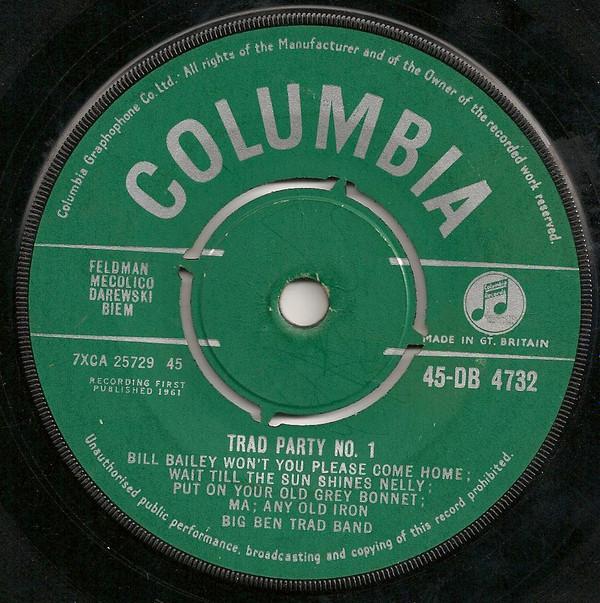 Columbia Graphophone Co. Ltd. · All rights of the Manufacturer and of the Owner of the recorded work reserved.
COLUMBIA
FELDMAN
MECOLICO
DAREWSKI
BIEM
Columbia
Records
MADE IN GT. BRITAIN
7XCA 25729 45
RECORDING FIRST
PUBLISHED 1961
45-DB 4732
TRAD PARTY NO. 1
BILL BAILEY WON'T YOU PLEASE COME HOME;
WAIT TILL THE SUN SHINES NELLY;
PUT ON YOUR OLD GREY BONNET;
MA; ANY OLD IRON
BIG BEN TRAD BAND
Unauthorised public performance, broadcasting and copying of this record prohibited.